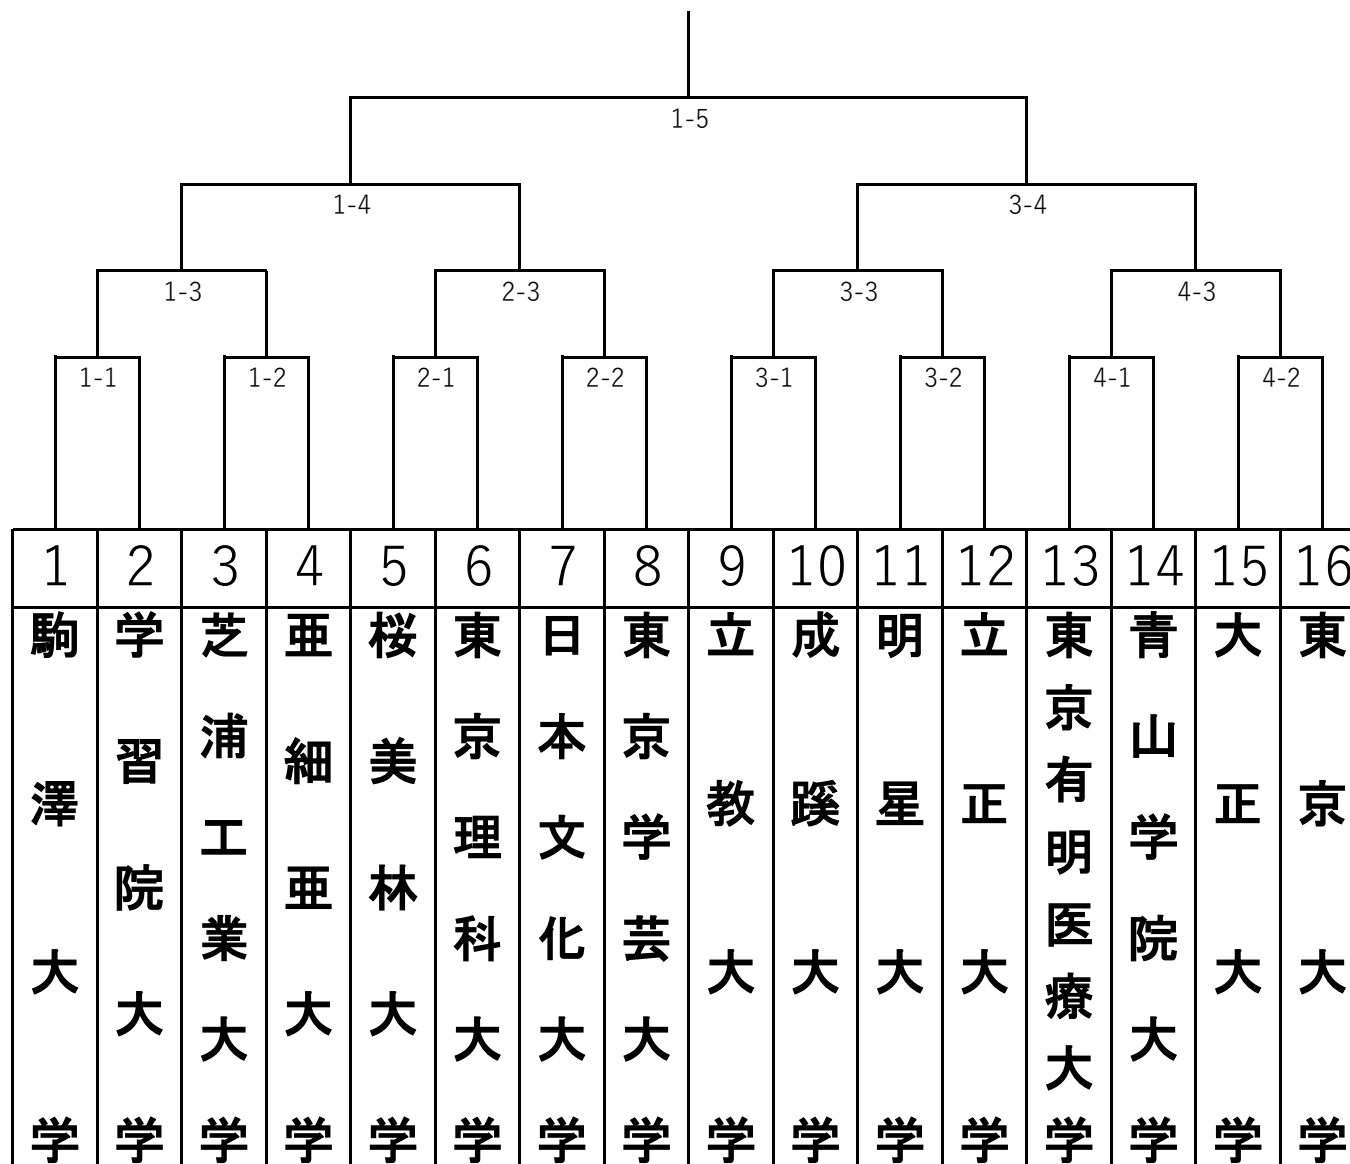 1-5
1-4
3-4
1-3
2-3
3-3
4-3
1-1
1-2
2-1
2-2
3-1
3-2
4-1
4-2
1
2
3
4
5
6
7
8
9
10
11
12
13
14
15
16
駒澤大学
学習院大学
芝浦工業大学
亜細亜大学
桜美林大学
東京理科大学
日本文化大学
東京学芸大学
立教大学
成蹊大学
明星大学
立正大学
東京有明医療大学
青山学院大学
大正大学
東京大学